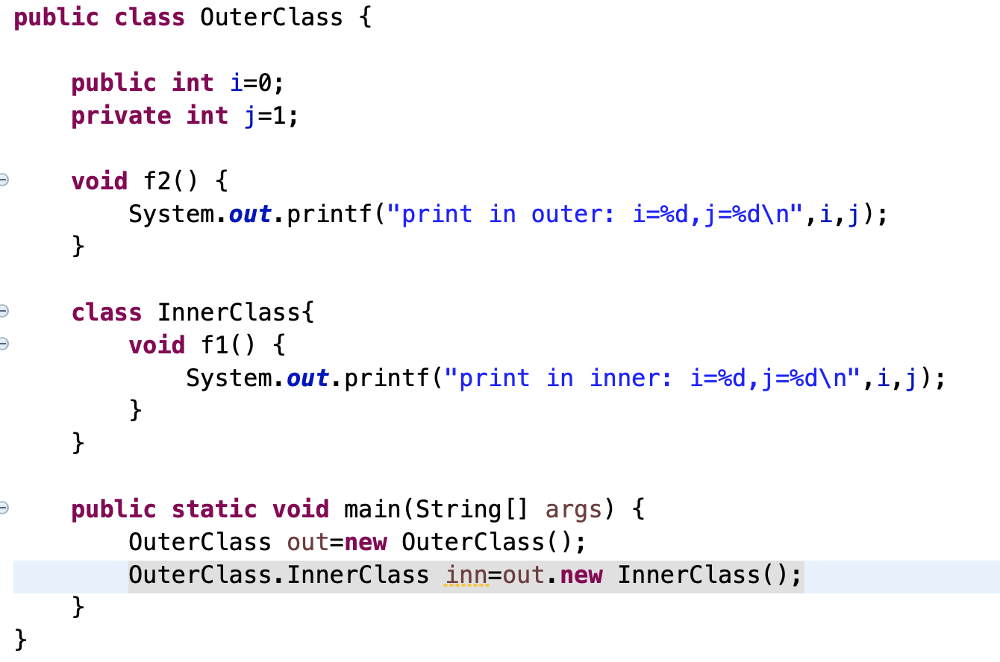 public class OuterClass {
public int i=0;
private int j=1;
void f2() {
System.out.printf("print in outer: i=%d,j=%d\n",i,j);
}
class InnerClass{
void f1() {
System.out.printf("print in inner: i=%d,j=%d\n",i,j);
}
}
public static void main(String[] args) {
OuterClass out=new OuterClass();
OuterClass.InnerClass inn=out.new InnerClass();
}
}